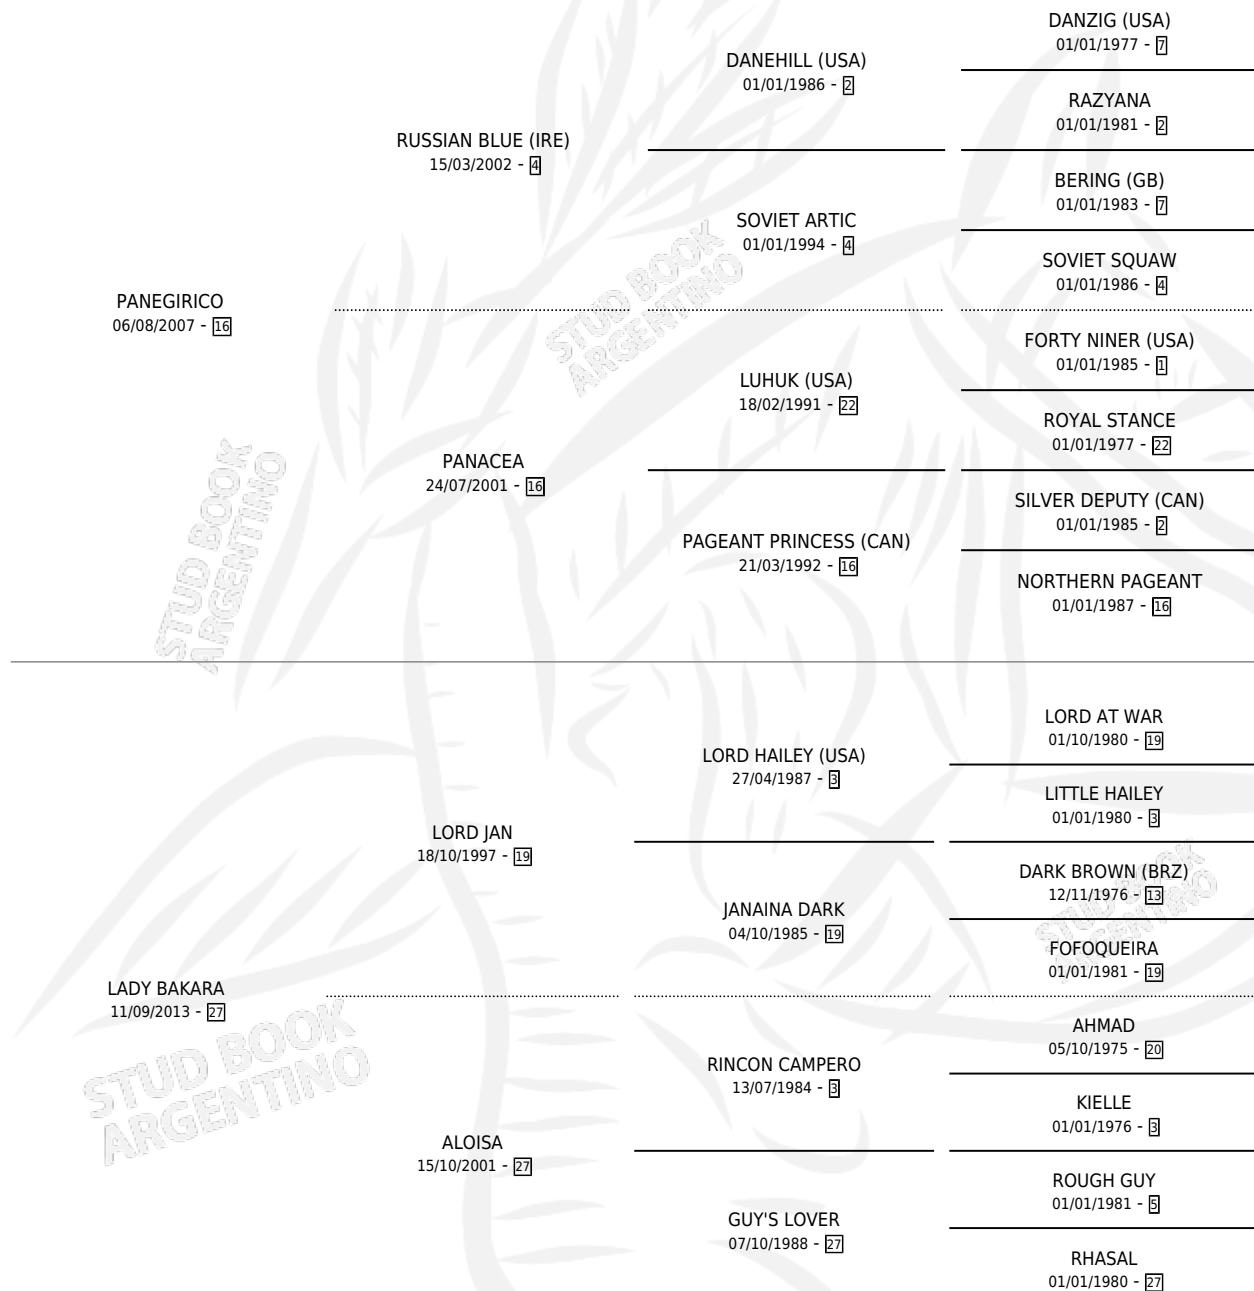 DANZIG (USA)
01/01/1977 - 7
DANEHILL (USA)
01/01/1986 - 2
RAZYANA
01/01/1981 - 2
RUSSIAN BLUE (IRE)
15/03/2002 - 4
BERING (GB)
01/01/1983 - 7
SOVIET ARTIC
01/01/1994 - 4
SOVIET SQUAW
01/01/1986 - 4
PANEGIRICO
06/08/2007 - 16
FORTY NINER (USA)
01/01/1985 - 1
LUHUK (USA)
18/02/1991 - 22
ROYAL STANCE
01/01/1977 - 22
PANACEA
24/07/2001 - 16
SILVER DEPUTY (CAN)
01/01/1985 - 2
PAGEANT PRINCESS (CAN)
21/03/1992 - 16
NORTHERN PAGEANT
01/01/1987 - 16
STUD BOOK
ARGENTINO
STUD BOOK
ARGENTINO
LORD AT WAR
01/10/1980 - 19
LORD HAILEY (USA)
27/04/1987 - 3
LITTLE HAILEY
01/01/1980 - 3
LORD JAN
18/10/1997 - 19
DARK BROWN (BRZ)
12/11/1976 - 13
JANAINA DARK
04/10/1985 - 19
FOFOQUEIRA
01/01/1981 - 19
STUD BOOK
ARGENTINO
LADY BAKARA
11/09/2013 - 27
AHMAD
05/10/1975 - 20
RINCON CAMPERO
13/07/1984 - 3
KIELLE
01/01/1976 - 3
STUD BOOK
ARGENTINO
ALOISA
15/10/2001 - 27
ROUGH GUY
01/01/1981 - 5
GUY'S LOVER
07/10/1988 - 27
RHASAL
01/01/1980 - 27